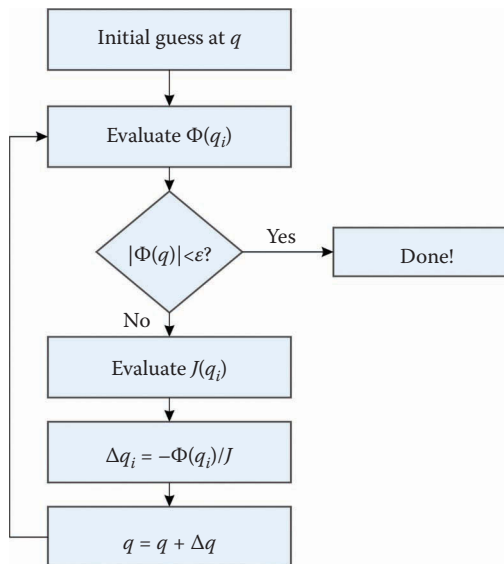 Initial guess at q
Evaluate Φ(qᵢ)
|Φ(q)|<ε?
Yes
Done!
No
Evaluate J(qᵢ)
Δqᵢ = −Φ(qᵢ)/J
q = q + Δq